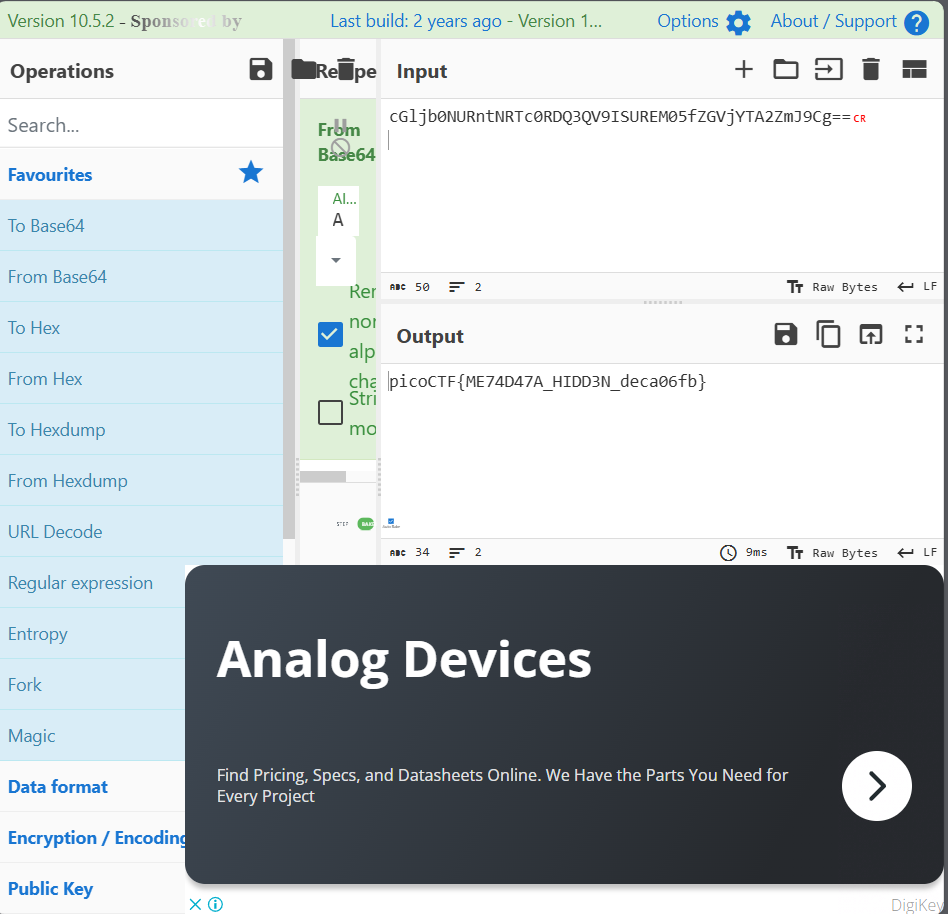 Version 10.5.2 - Sponsored by
Last build: 2 years ago - Version 1...
Options
About / Support
Operations
Search...
Favourites
To Base64
From Base64
To Hex
From Hex
To Hexdump
From Hexdump
URL Decode
Regular expression
Entropy
Fork
Magic
Data format
Encryption / Encoding
Public Key
From
Base64
Al...
A
Rer
nor
alp
cha
Stri
mo
STEP
Input
cGljb0NURntNRTc0RDQ3QV9ISUREM05fZGVjYTA2ZmJ9Cg==CR
ABC 50
2
Tт Raw Bytes
LF
Output
picoCTF{ME74D47A_HIDD3N_deca06fb}
ABC 34
2
9ms
Tт Raw Bytes
LF
Analog Devices
Find Pricing, Specs, and Datasheets Online. We Have the Parts You Need for
Every Project
DigiKey